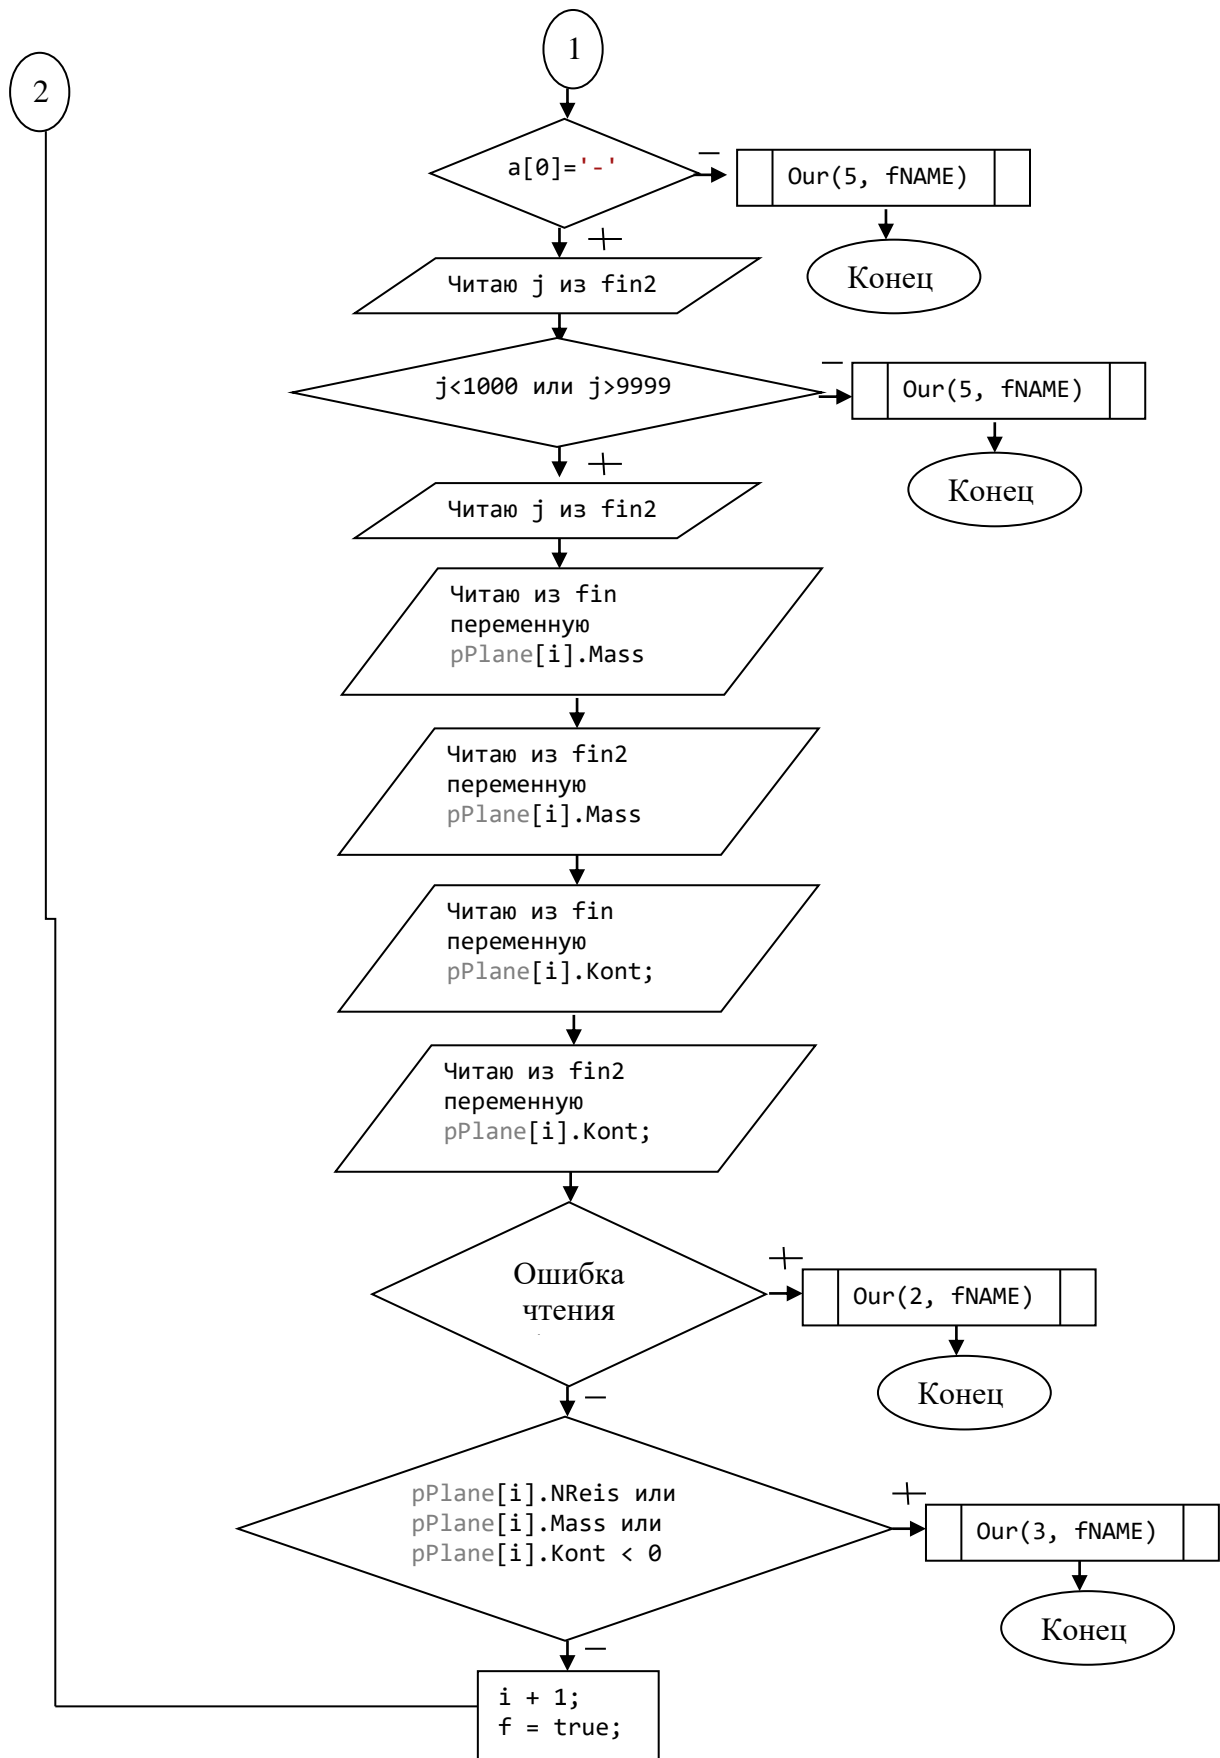 1
2
a[0]='-'
Our(5, fNAME)
Конец
Читаю j из fin2
j<1000 или j>9999
Our(5, fNAME)
Конец
Читаю j из fin2
Читаю из fin
переменную
pPlane[i].Mass
Читаю из fin2
переменную
pPlane[i].Mass
Читаю из fin
переменную
pPlane[i].Kont;
Читаю из fin2
переменную
pPlane[i].Kont;
Ошибка
чтения
Our(2, fNAME)
Конец
pPlane[i].NReis или
pPlane[i].Mass или
pPlane[i].Kont < 0
Our(3, fNAME)
Конец
i + 1;
f = true;